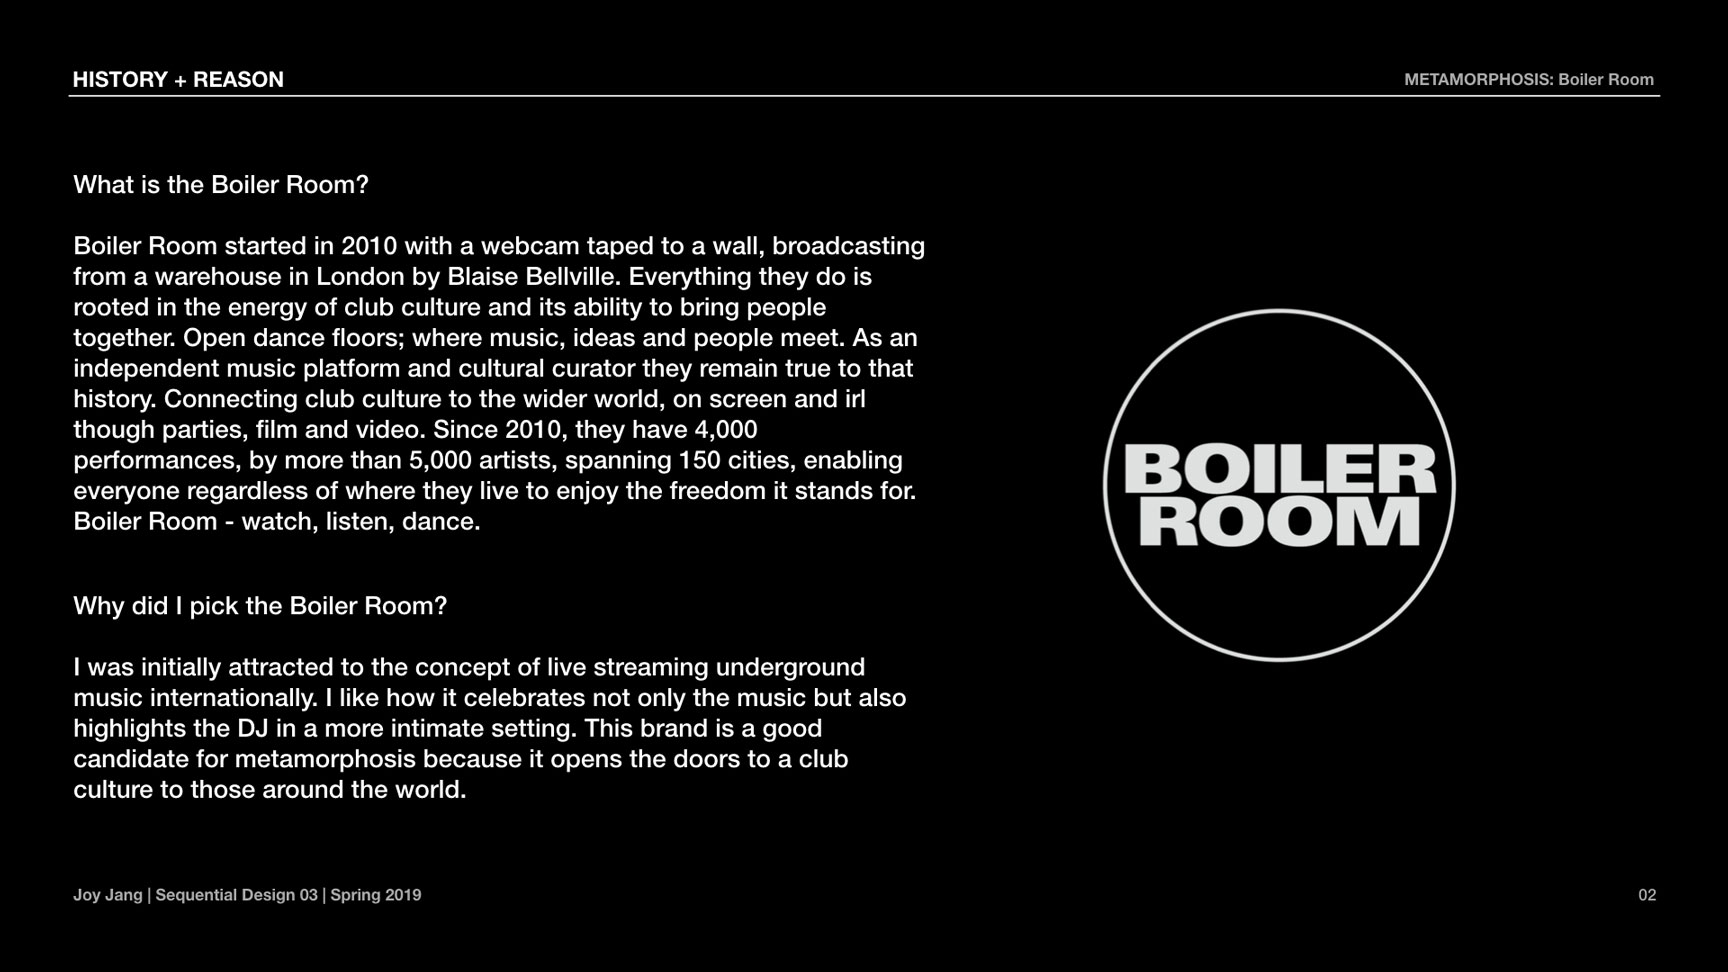 HISTORY + REASON
METAMORPHOSIS: Boiler Room
What is the Boiler Room?
Boiler Room started in 2010 with a webcam taped to a wall, broadcasting
from a warehouse in London by Blaise Bellville. Everything they do is
rooted in the energy of club culture and its ability to bring people
together. Open dance floors; where music, ideas and people meet. As an
independent music platform and cultural curator they remain true to that
history. Connecting club culture to the wider world, on screen and irl
though parties, film and video. Since 2010, they have 4,000
performances, by more than 5,000 artists, spanning 150 cities, enabling
everyone regardless of where they live to enjoy the freedom it stands for.
Boiler Room - watch, listen, dance.
Why did I pick the Boiler Room?
I was initially attracted to the concept of live streaming underground
music internationally. I like how it celebrates not only the music but also
highlights the DJ in a more intimate setting. This brand is a good
candidate for metamorphosis because it opens the doors to a club
culture to those around the world.
BOILER
ROOM
Joy Jang | Sequential Design 03 | Spring 2019
02